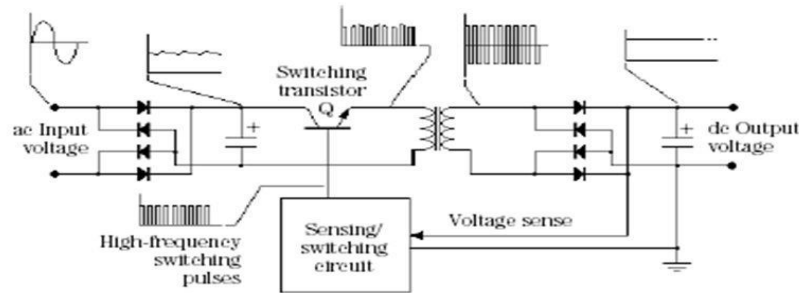 Switching
transistor
Q
+
+
ac Input
voltage
dc Output
voltage
High-frequency
switching
pulses
Sensing/
switching
circuit
Voltage sense